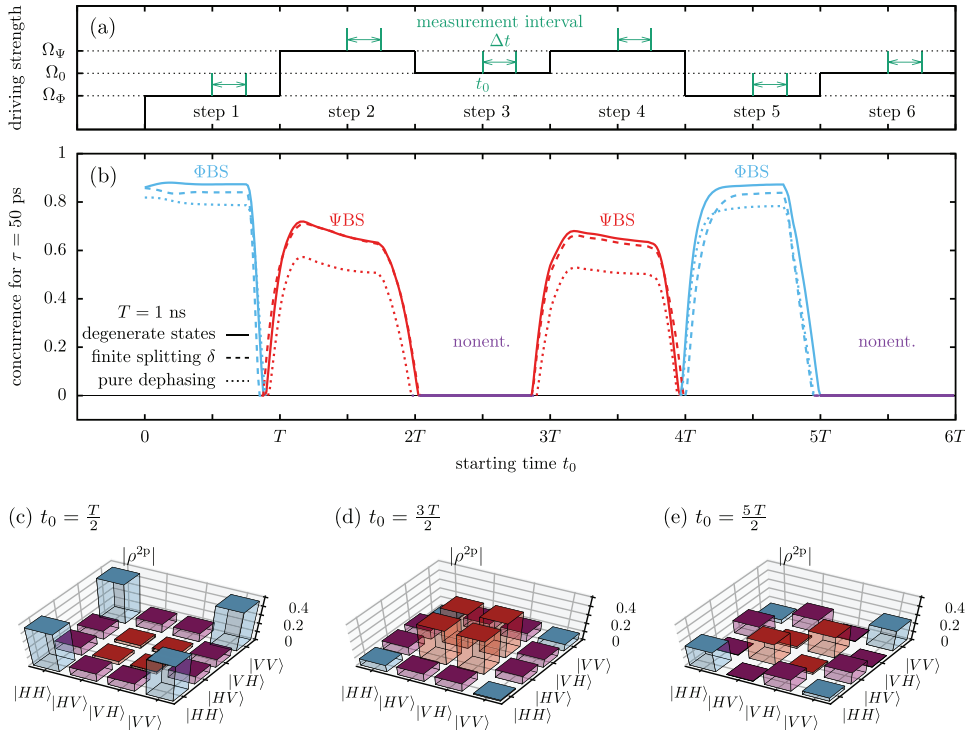 (a)
driving strength
Ω_Ψ
Ω_0
Ω_Φ
measurement interval
Δt
t_0
step 1 step 2 step 3 step 4 step 5 step 6
(b)
concurrence for τ = 50 ps
1
0.8
0.6
0.4
0.2
0
ΦBS
ΨBS
ΨBS
ΦBS
T = 1 ns
degenerate states
finite splitting δ
pure dephasing
nonent.
nonent.
0 T 2T 3T 4T 5T 6T
starting time t_0
(c) t_0 = T/2
|ρ^2p|
0.4
0.2
0
|HH⟩ |HV⟩ |VH⟩ |VV⟩
|HH⟩ |HV⟩ |VH⟩ |VV⟩
(d) t_0 = 3T/2
|ρ^2p|
0.4
0.2
0
|HH⟩ |HV⟩ |VH⟩ |VV⟩
|HH⟩ |HV⟩ |VH⟩ |VV⟩
(e) t_0 = 5T/2
|ρ^2p|
0.4
0.2
0
|HH⟩ |HV⟩ |VH⟩ |VV⟩
|HH⟩ |HV⟩ |VH⟩ |VV⟩